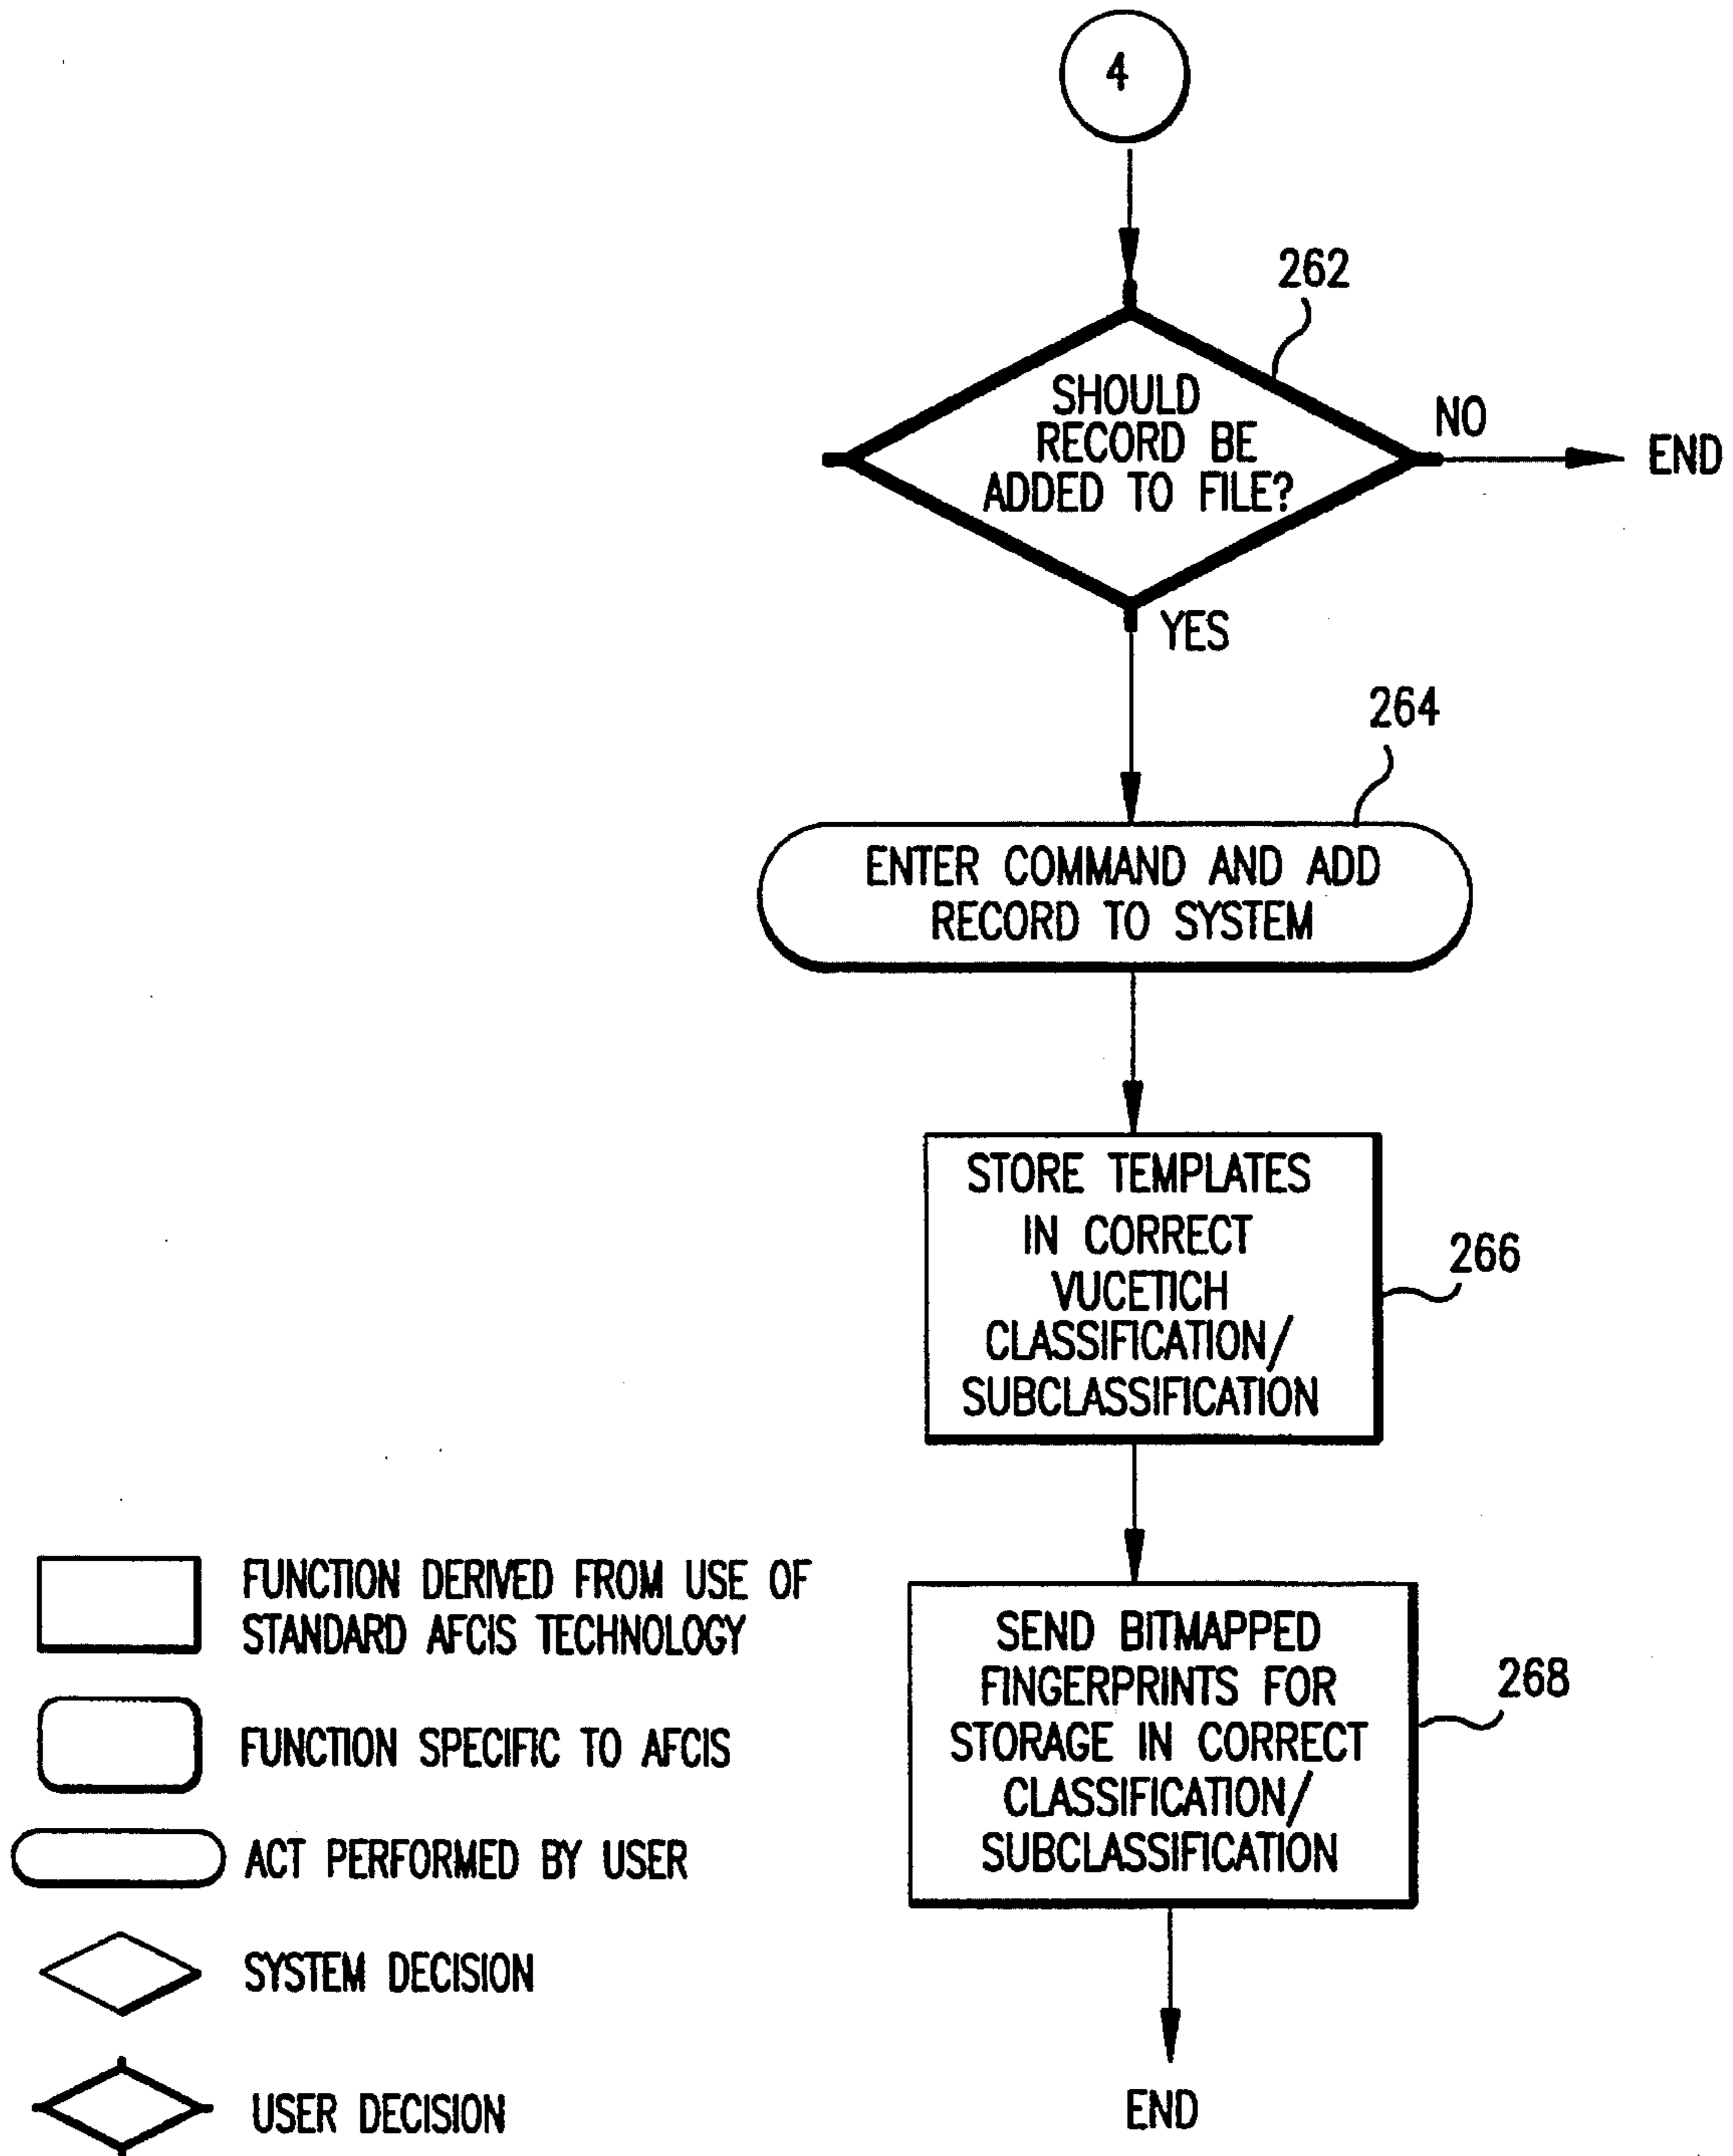 4
262
SHOULD
RECORD BE
ADDED TO FILE?
NO
END
YES
264
ENTER COMMAND AND ADD
RECORD TO SYSTEM
STORE TEMPLATES
IN CORRECT
VUCETICH
CLASSIFICATION/
SUBCLASSIFICATION
266
SEND BITMAPPED
FINGERPRINTS FOR
STORAGE IN CORRECT
CLASSIFICATION/
SUBCLASSIFICATION
268
END
FUNCTION DERIVED FROM USE OF
STANDARD AFCIS TECHNOLOGY
FUNCTION SPECIFIC TO AFCIS
ACT PERFORMED BY USER
SYSTEM DECISION
USER DECISION